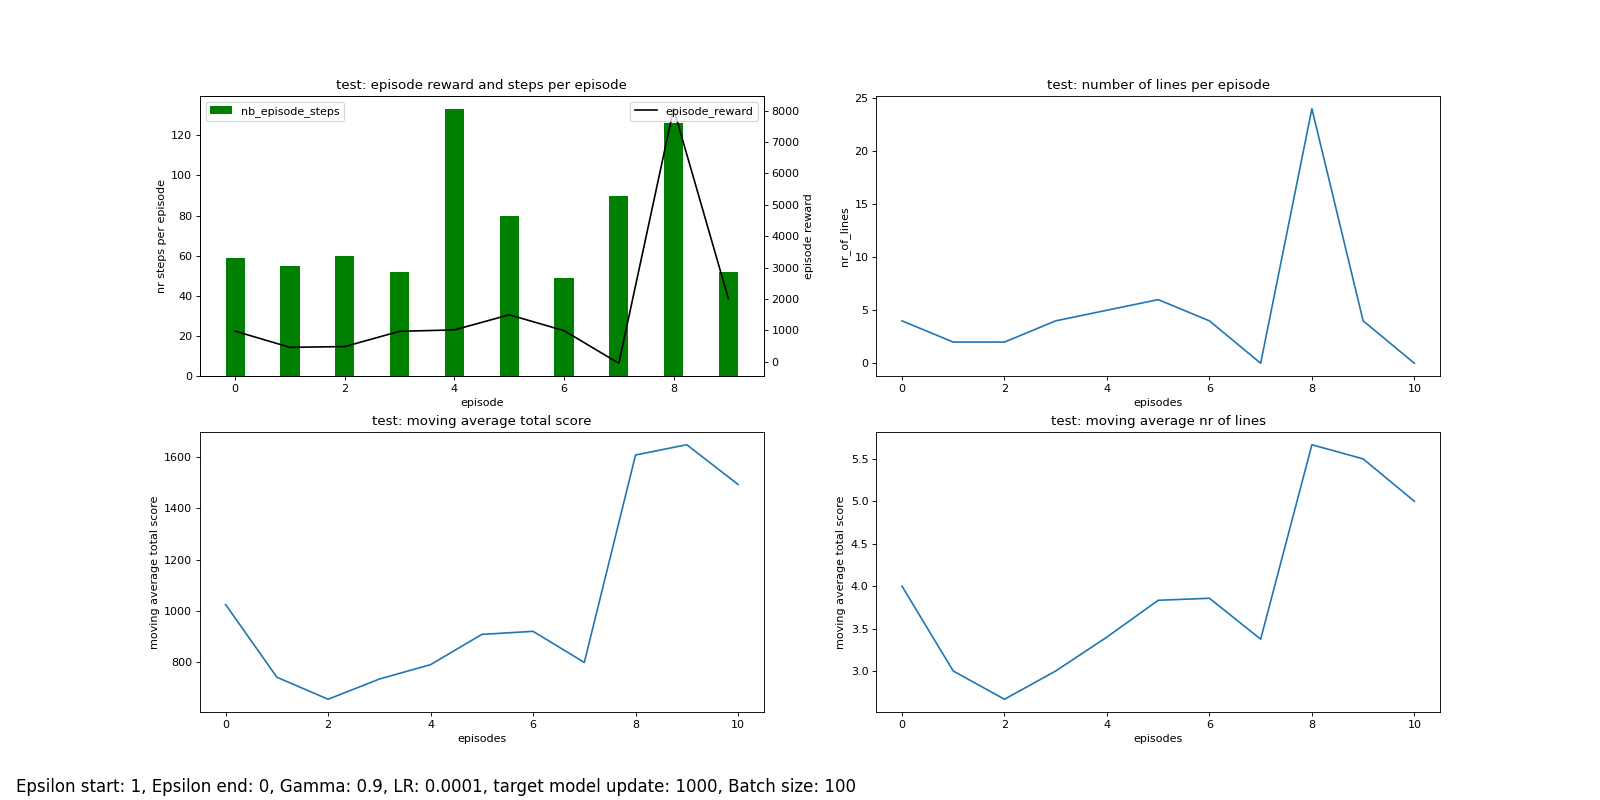 test: episode reward and steps per episode
nb_episode_steps
episode_reward
nr steps per episode
0
20
40
60
80
100
120
episode reward
0
1000
2000
3000
4000
5000
6000
7000
8000
0 2 4 6 8
episode
test: number of lines per episode
nr_of_lines
0
5
10
15
20
25
0 2 4 6 8 10
episodes
test: moving average total score
moving average total score
800
1000
1200
1400
1600
0 2 4 6 8 10
episodes
test: moving average nr of lines
moving average total score
3.0
3.5
4.0
4.5
5.0
5.5
0 2 4 6 8 10
episodes
Epsilon start: 1, Epsilon end: 0, Gamma: 0.9, LR: 0.0001, target model update: 1000, Batch size: 100